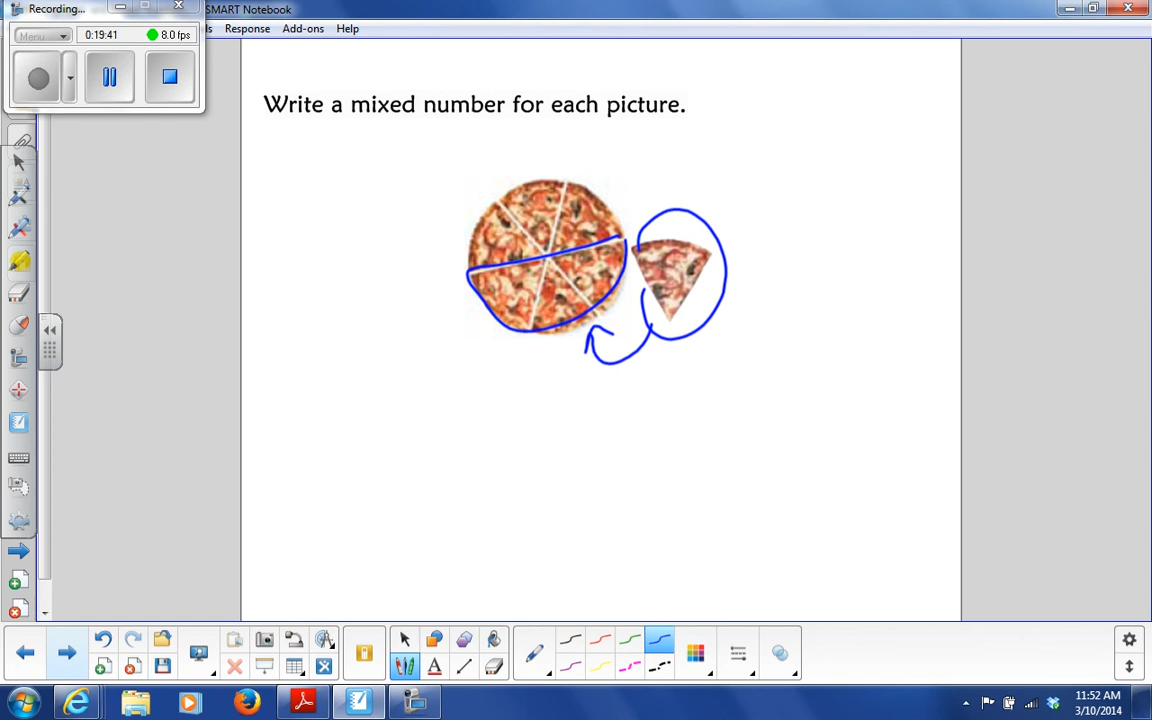 Recording...
SMART Notebook
Menu
0:19:41
8.0 fps
Response
Add-ons
Help
Write a mixed number for each picture.
A
11:52 AM
3/10/2014